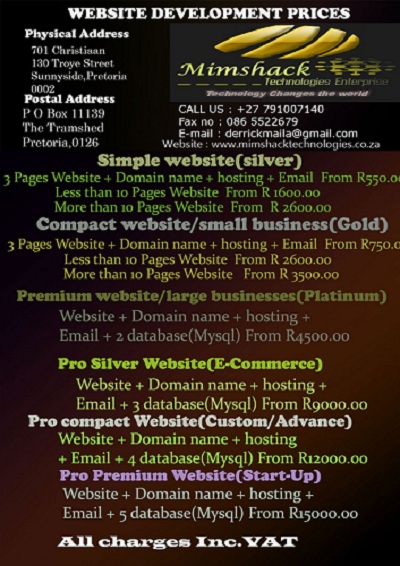 WEBSITE DEVELOPMENT PRICES
Physical Address
701 Christiaan
130 Troye Street
Sunnyside,Pretoria
0002
Postal Address
P O Box 11139
The Tramshed
Pretoria,0126
Mimshack
Technologies Enterprise
Technology Changes the world
CALL US : +27 791007140
Fax no : 086 5522679
E-mail : derrickmaila@gmail.com
Website : www.mimshacktechnologies.co.za
Simple website(silver)
3 Pages Website + Domain name + hosting + Email From R550.00
Less than 10 Pages Website From R 1600.00
More than 10 Pages Website From R 2600.00
Compact website/small business(Gold)
3 Pages Website + Domain name + hosting + Email From R750.0
Less than 10 Pages Website From R 2600.00
More than 10 Pages Website From R 3500.00
Premium website/large businesses(Platinum)
Website + Domain name + hosting +
Email + 2 database(Mysql) From R4500.00
Pro Silver Website(E-Commerce)
Website + Domain name + hosting +
Email + 3 database(Mysql) From R9000.00
Pro compact Website(Custom/Advance)
Website + Domain name + hosting
+ Email + 4 database(Mysql) From R12000.00
Pro Premium Website(Start-Up)
Website + Domain name + hosting +
Email + 5 database(Mysql) From R15000.00
All charges Inc.VAT